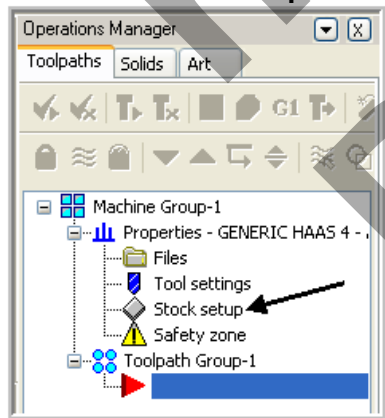 Operations Manager
Toolpaths Solids Art
G1
Machine Group-1
Properties - GENERIC HAAS 4 -
Files
Tool settings
Stock setup
Safety zone
Toolpath Group-1